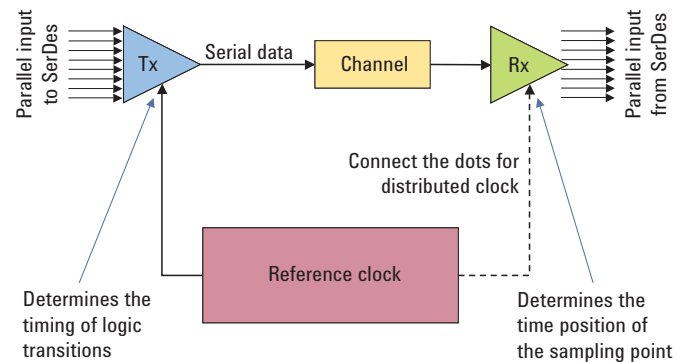 Parallel input
to SerDes
Tx
Serial data
Channel
Rx
Parallel input
from SerDes
Connect the dots for
distributed clock
Reference clock
Determines the
timing of logic
transitions
Determines the
time position of
the sampling point